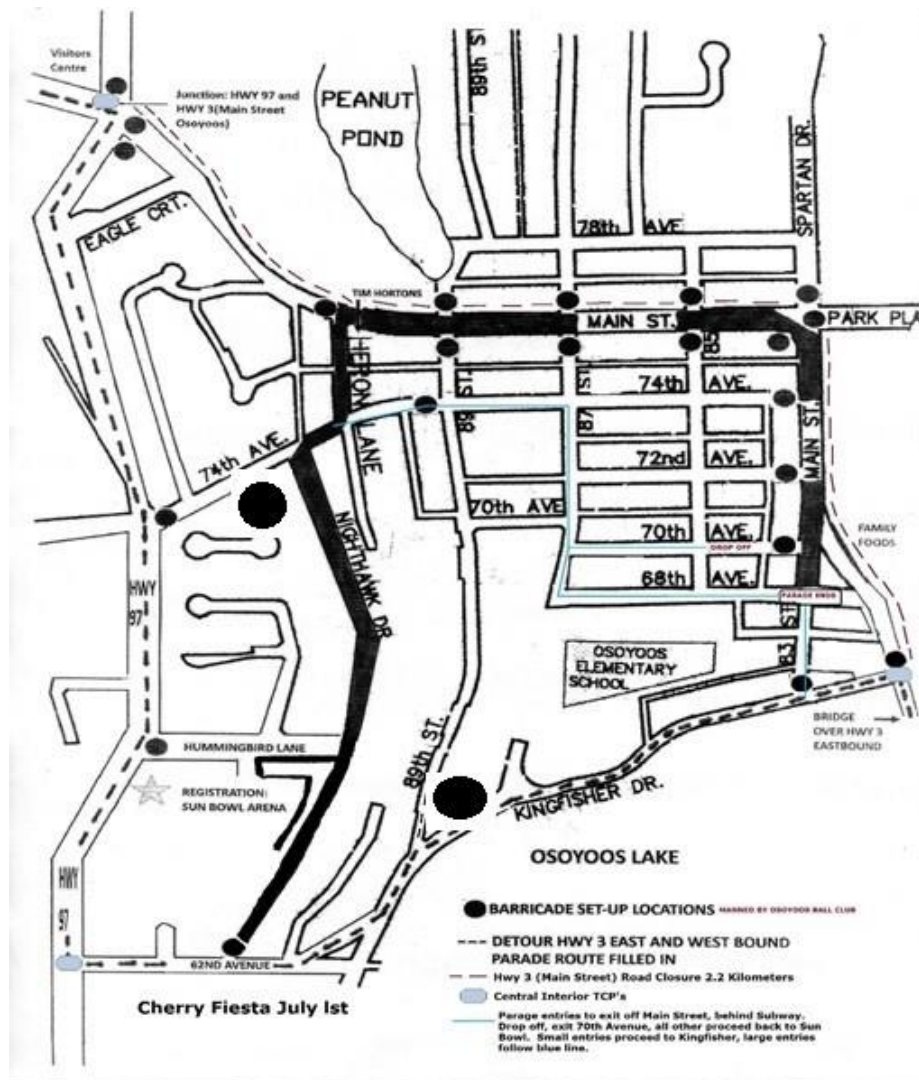 Visitors
Centre
Junction: HWY 97 and
HWY 3(Main Street
Osoyoos)
PEANUT
POND
89th ST
SPARTAN DR.
EAGLE CRT.
78th AVE
TIM HORTONS
MAIN ST.
PARK PLA
HERON LANE
89 ST.
87 ST.
85
74th AVE.
MAIN ST.
74th AVE.
72nd AVE.
70th AVE
70th AVE.
DROP OFF
FAMILY
FOODS
NIGHTHAWK DR.
HWY
97
68th AVE.
PARADE ENDS
83 ST.
OSOYOOS
ELEMENTARY
SCHOOL
BRIDGE
OVER HWY 3
EASTBOUND
HUMMINGBIRD LANE
REGISTRATION:
SUN BOWL ARENA
89th ST.
KINGFISHER DR.
OSOYOOS LAKE
HWY
97
62ND AVENUE
Cherry Fiesta July lst
BARRICADE SET-UP LOCATIONS MANNED BY OSOYOOS BALL CLUB
DETOUR HWY 3 EAST AND WEST BOUND
PARADE ROUTE FILLED IN
Hwy 3 (Main Street) Road Closure 2.2 Kilometers
Central Interior TCP's
Parage entries to exit off Main Street, behind Subway.
Drop off, exit 70th Avenue, all other proceed back to Sun
Bowl. Small entries proceed to Kingfisher, large entries
follow blue line.